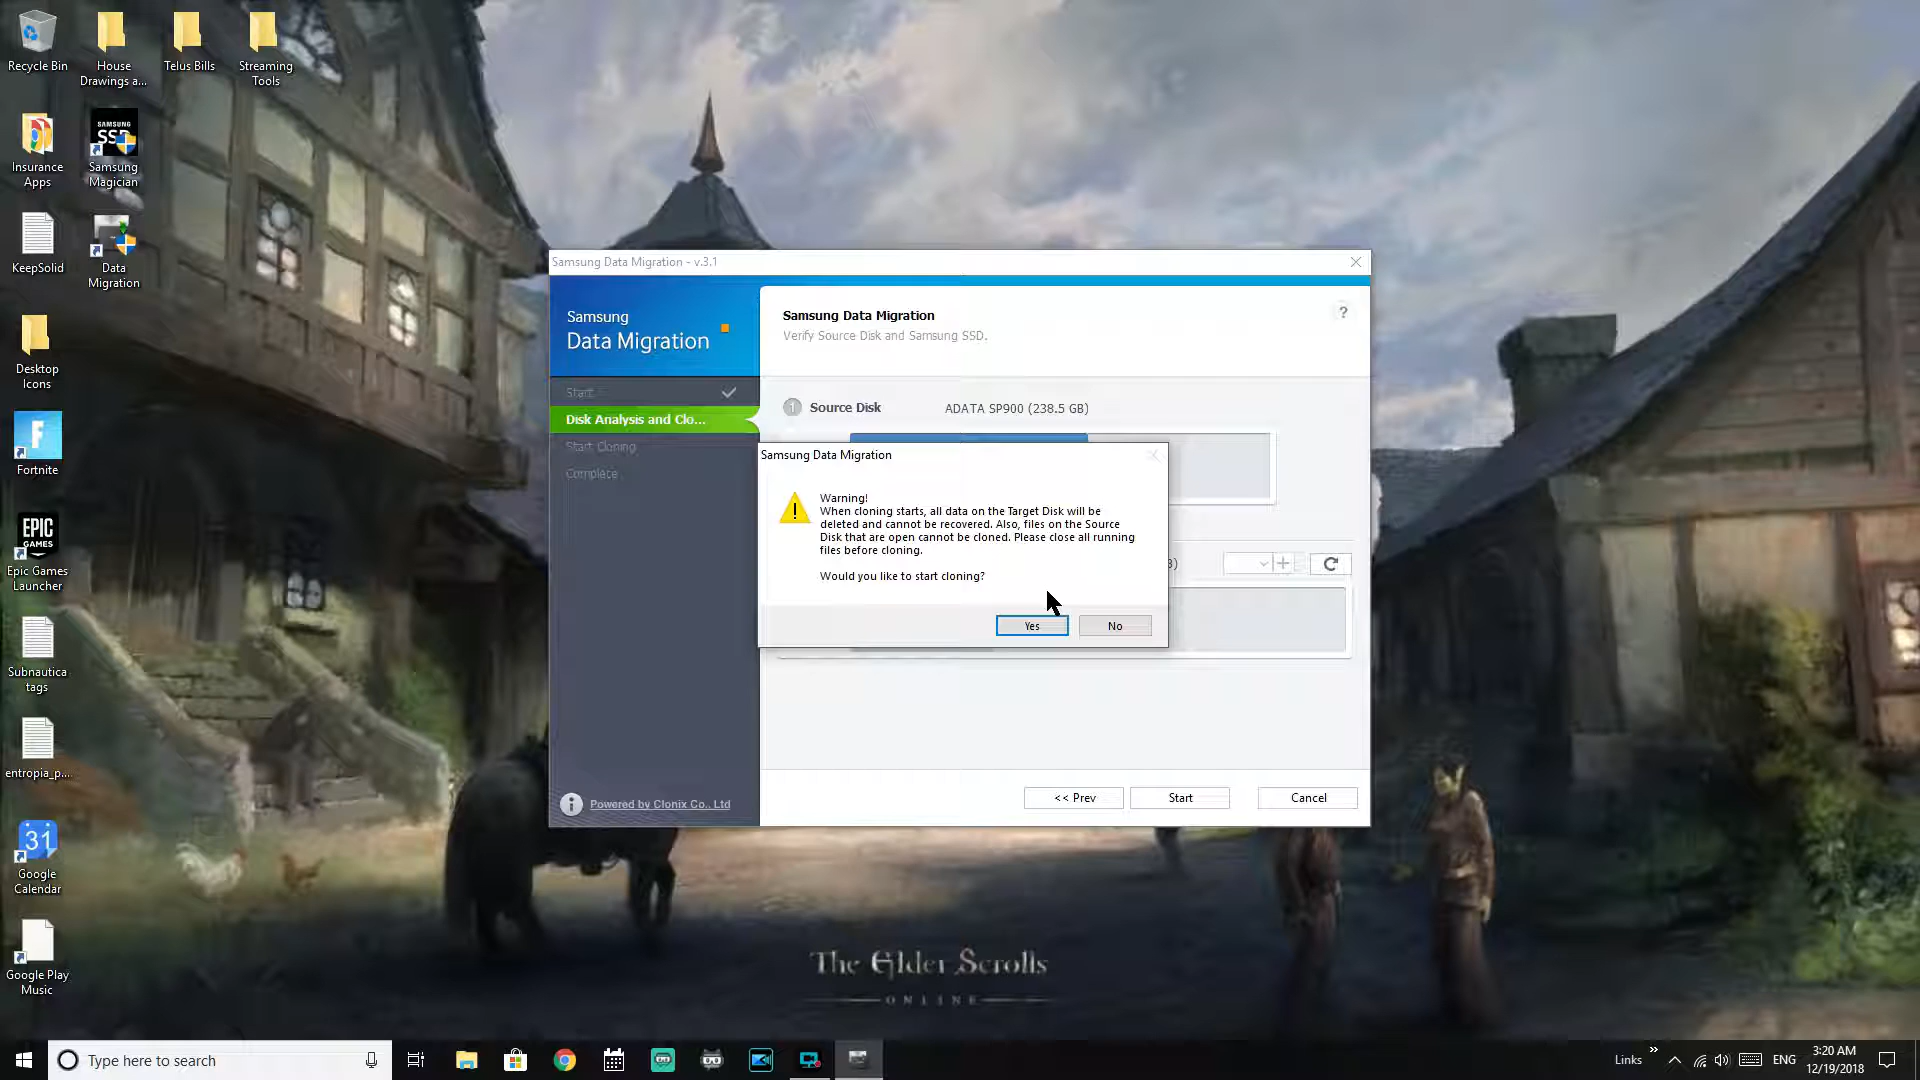 Recycle Bin
House
Drawings a...
Telus Bills
Streaming
Tools
Insurance
Apps
SAMSUNG
SSD
Samsung
Magician
KeepSolid
Data
Migration
Desktop
Icons
Fortnite
EPIC
GAMES
Epic Games
Launcher
Subnautica
tags
entropia_p....
31
Google
Calendar
Google Play
Music
Samsung Data Migration - v.3.1
Samsung
Data Migration
Start
Disk Analysis and Clo...
Start Cloning
Complete
Powered by Clonix Co., Ltd
Samsung Data Migration
Verify Source Disk and Samsung SSD.
?
1 Source Disk ADATA SP900 (238.5 GB)
Samsung Data Migration
Warning!
When cloning starts, all data on the Target Disk will be
deleted and cannot be recovered. Also, files on the Source
Disk that are open cannot be cloned. Please close all running
files before cloning.
Would you like to start cloning?
Yes No
<< Prev Start Cancel
The Elder Scrolls
ONLINE
Type here to search
Links
ENG
3:20 AM
12/19/2018